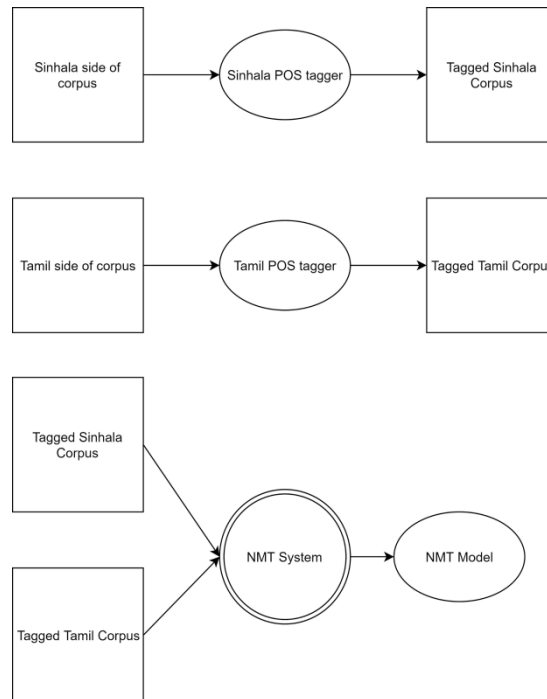 Sinhala side of
corpus
Sinhala POS tagger
Tagged Sinhala
Corpus
Tamil side of corpus
Tamil POS tagger
Tagged Tamil Corpu
Tagged Sinhala
Corpus
NMT System
NMT Model
Tagged Tamil Corpus